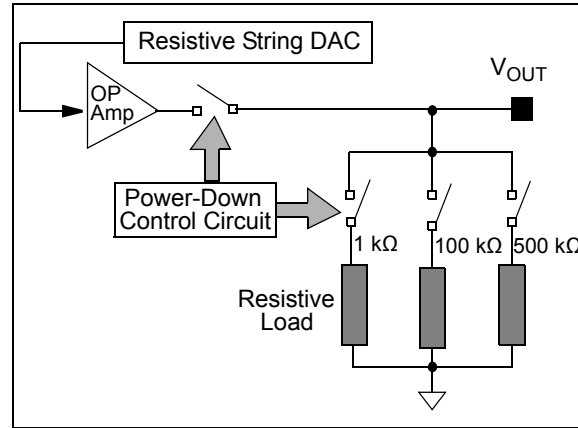 Resistive String DAC
OP
Amp
VOUT
Power-Down
Control Circuit
1 kΩ
100 kΩ
500 kΩ
Resistive
Load